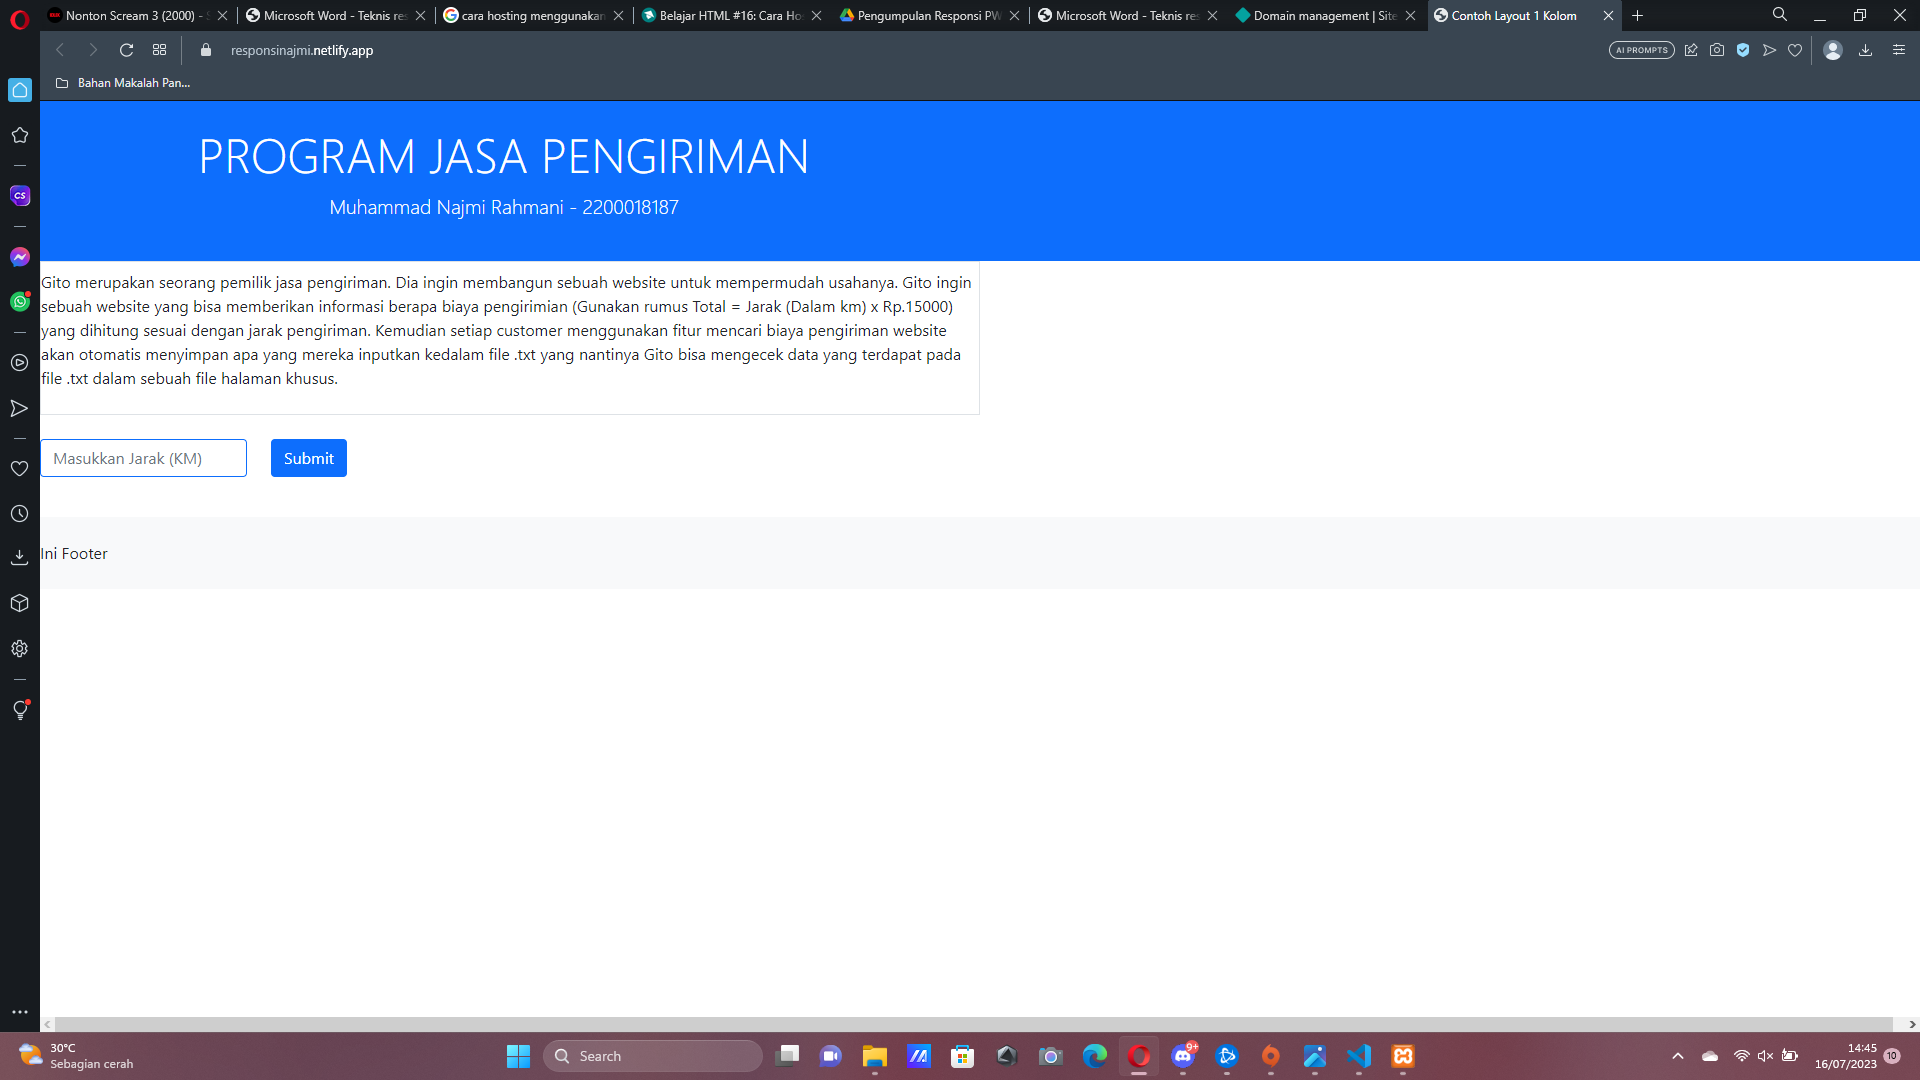 Nonton Scream 3 (2000) - S
Microsoft Word - Teknis res
cara hosting menggunakan
Belajar HTML #16: Cara Ho
Pengumpulan Responsi PW
Microsoft Word - Teknis res
Domain management | Site
Contoh Layout 1 Kolom
responsinajmi.netlify.app
AI PROMPTS
Bahan Makalah Pan...
CS
PROGRAM JASA PENGIRIMAN
Muhammad Najmi Rahmani - 2200018187
Gito merupakan seorang pemilik jasa pengiriman. Dia ingin membangun sebuah website untuk mempermudah usahanya. Gito ingin
sebuah website yang bisa memberikan informasi berapa biaya pengirimian (Gunakan rumus Total = Jarak (Dalam km) x Rp.15000)
yang dihitung sesuai dengan jarak pengiriman. Kemudian setiap customer menggunakan fitur mencari biaya pengiriman website
akan otomatis menyimpan apa yang mereka inputkan kedalam file .txt yang nantinya Gito bisa mengecek data yang terdapat pada
file .txt dalam sebuah file halaman khusus.
Masukkan Jarak (KM)
Submit
Ini Footer
30°C
Sebagian cerah
Search
9+
14:45
16/07/2023
10